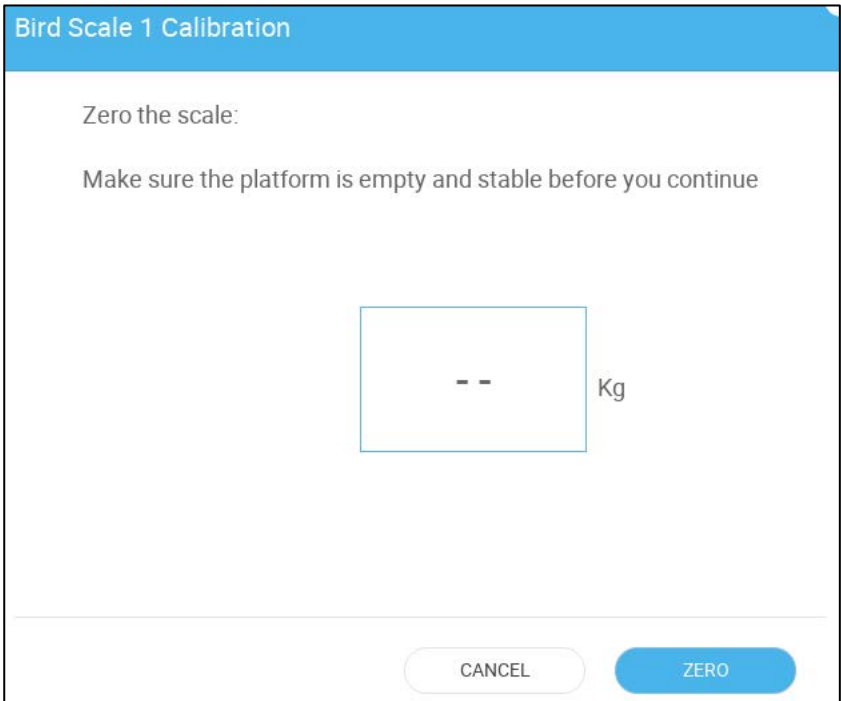 Bird Scale 1 Calibration
Zero the scale:
Make sure the platform is empty and stable before you continue
-- Kg
CANCEL ZERO